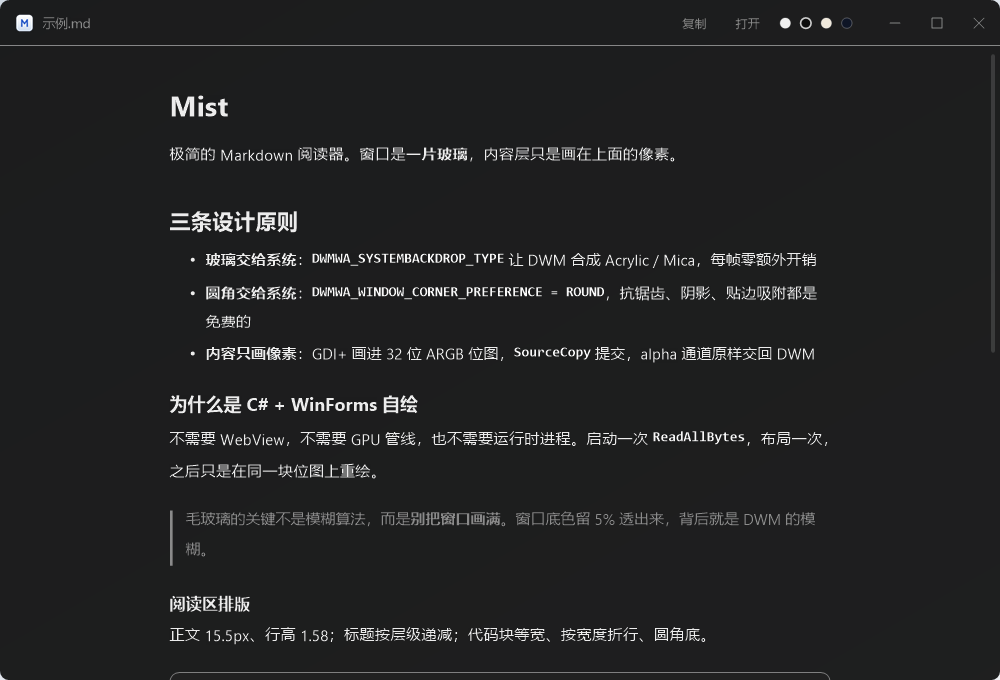 M 示例.md 复制 打开
Mist
极简的 Markdown 阅读器。窗口是一片玻璃，内容层只是画在上面的像素。
三条设计原则
• 玻璃交给系统：DWMWA_SYSTEMBACKDROP_TYPE 让 DWM 合成 Acrylic / Mica，每帧零额外开销
• 圆角交给系统：DWMWA_WINDOW_CORNER_PREFERENCE = ROUND，抗锯齿、阴影、贴边吸附都是
免费的
• 内容只画像素：GDI+ 画进 32 位 ARGB 位图，SourceCopy 提交，alpha 通道原样交回 DWM
为什么是 C# + WinForms 自绘
不需要 WebView，不需要 GPU 管线，也不需要运行时进程。启动一次 ReadAllBytes，布局一次，
之后只是在同一块位图上重绘。
毛玻璃的关键不是模糊算法，而是别把窗口画满。窗口底色留 5% 透出来，背后就是 DWM 的模
糊。
阅读区排版
正文 15.5px、行高 1.58；标题按层级递减；代码块等宽、按宽度折行、圆角底。